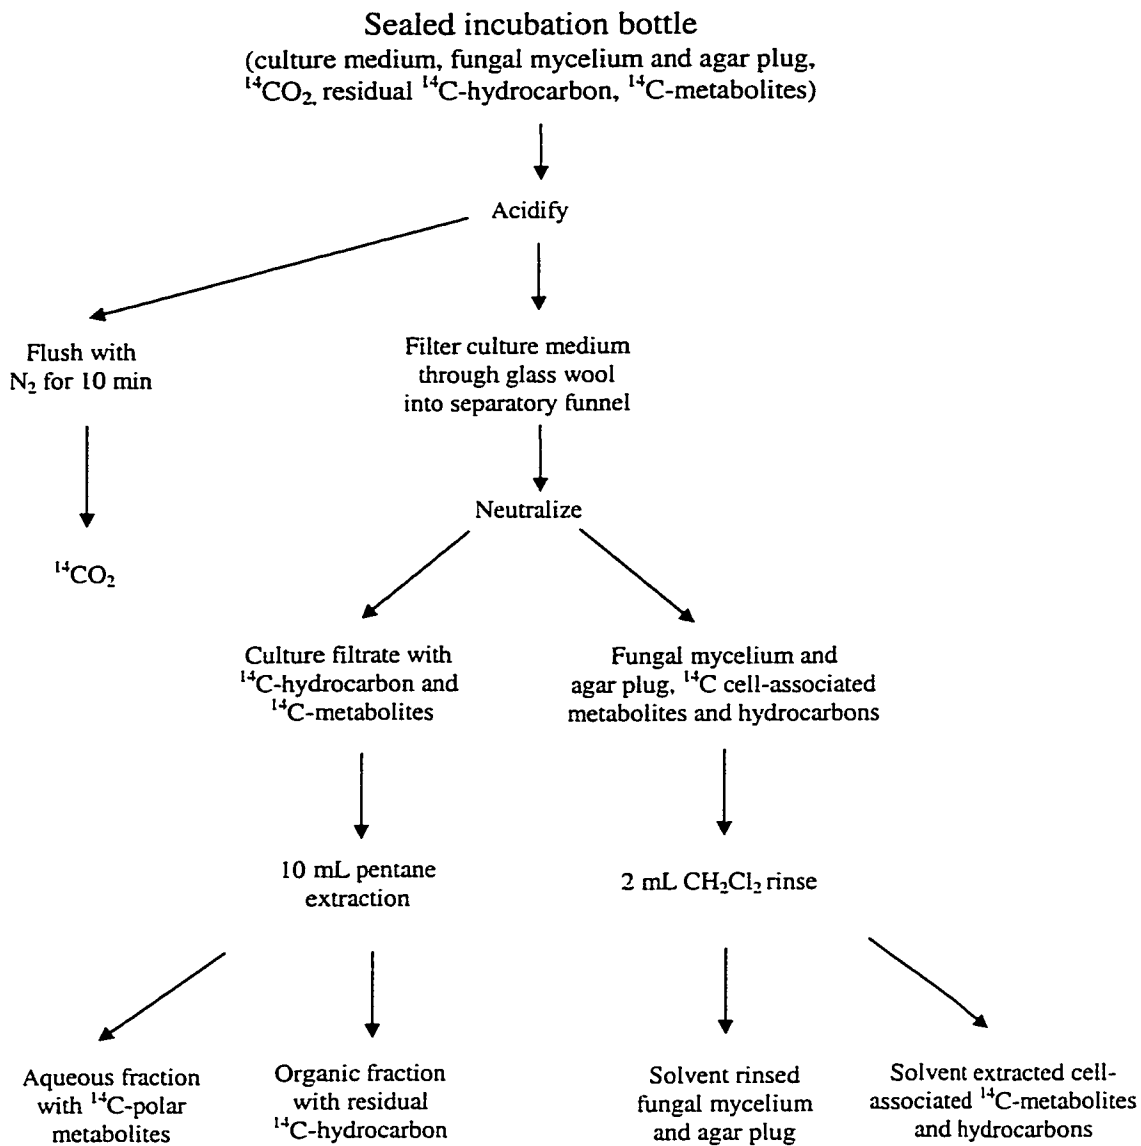 Sealed incubation bottle
(culture medium, fungal mycelium and agar plug,
¹⁴CO₂, residual ¹⁴C-hydrocarbon, ¹⁴C-metabolites)
Acidify
Flush with
N₂ for 10 min
Filter culture medium
through glass wool
into separatory funnel
Neutralize
¹⁴CO₂
Culture filtrate with
¹⁴C-hydrocarbon and
¹⁴C-metabolites
Fungal mycelium and
agar plug, ¹⁴C cell-associated
metabolites and hydrocarbons
10 mL pentane
extraction
2 mL CH₂Cl₂ rinse
Aqueous fraction
with ¹⁴C-polar
metabolites
Organic fraction
with residual
¹⁴C-hydrocarbon
Solvent rinsed
fungal mycelium
and agar plug
Solvent extracted cell-
associated ¹⁴C-metabolites
and hydrocarbons